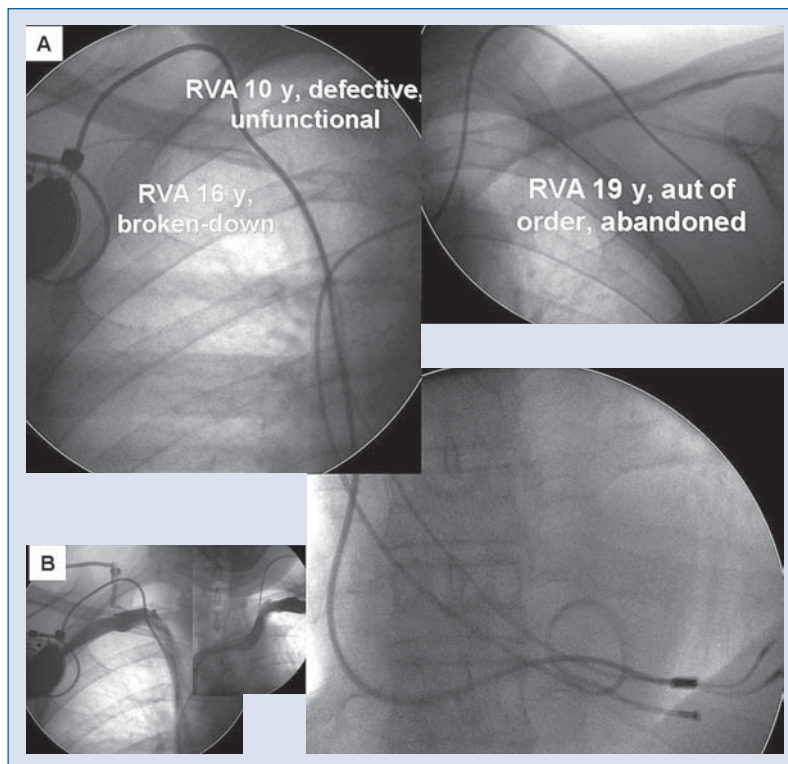 A
RVA 10 y, defective,
unfunctional
RVA 16 y,
broken-down
RVA 19 y, aut of
order, abandoned
B